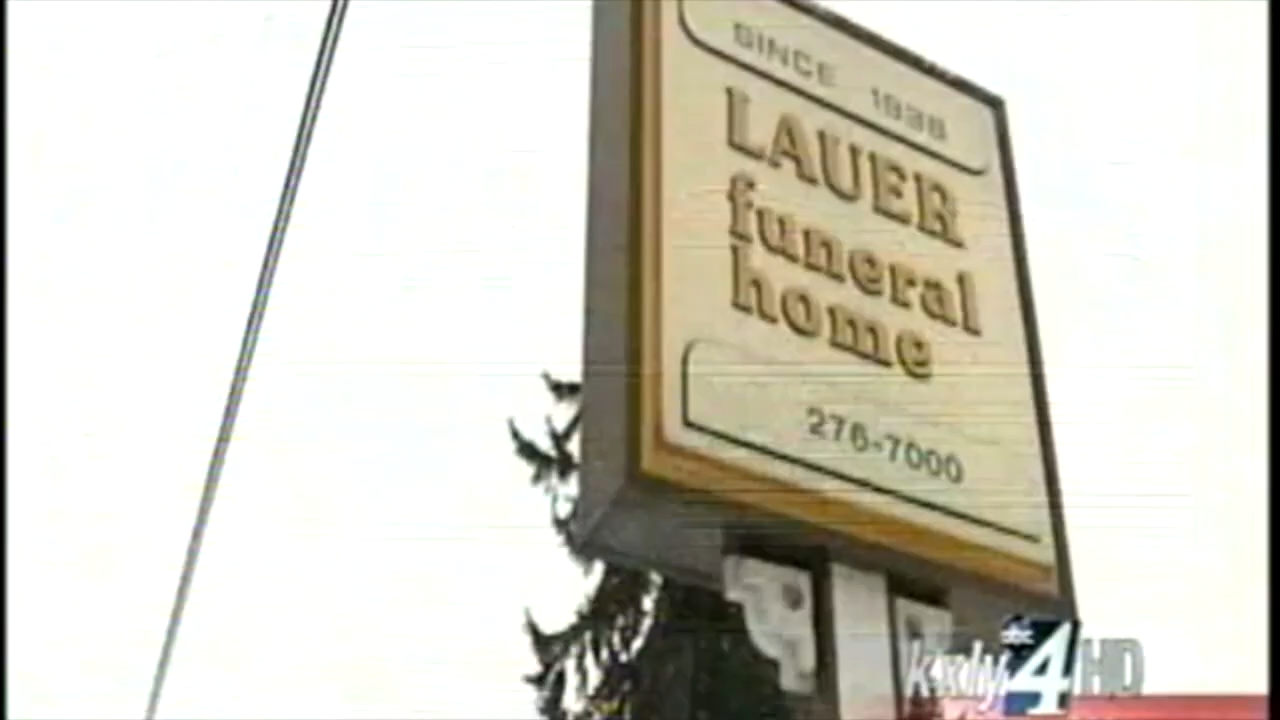 SINCE 1938
LAUER
funeral
home
276-7000
abc
kxly 4 HD